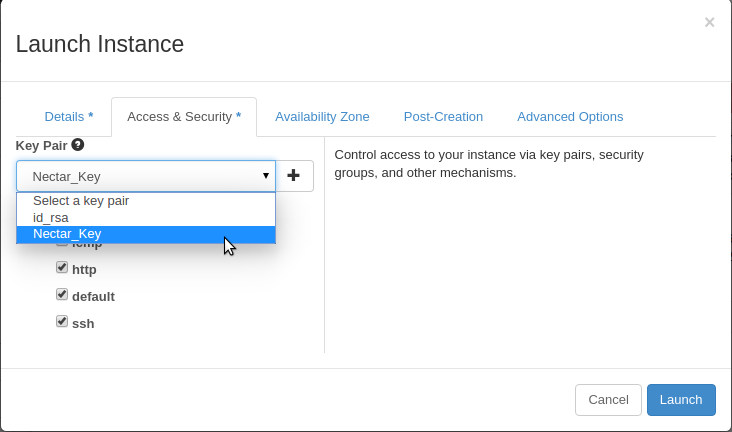 ×
Launch Instance
Details *
Access & Security *
Availability Zone
Post-Creation
Advanced Options
Key Pair ?
Nectar_Key
Select a key pair
id_rsa
Nectar_Key
http
default
ssh
Control access to your instance via key pairs, security
groups, and other mechanisms.
Cancel
Launch